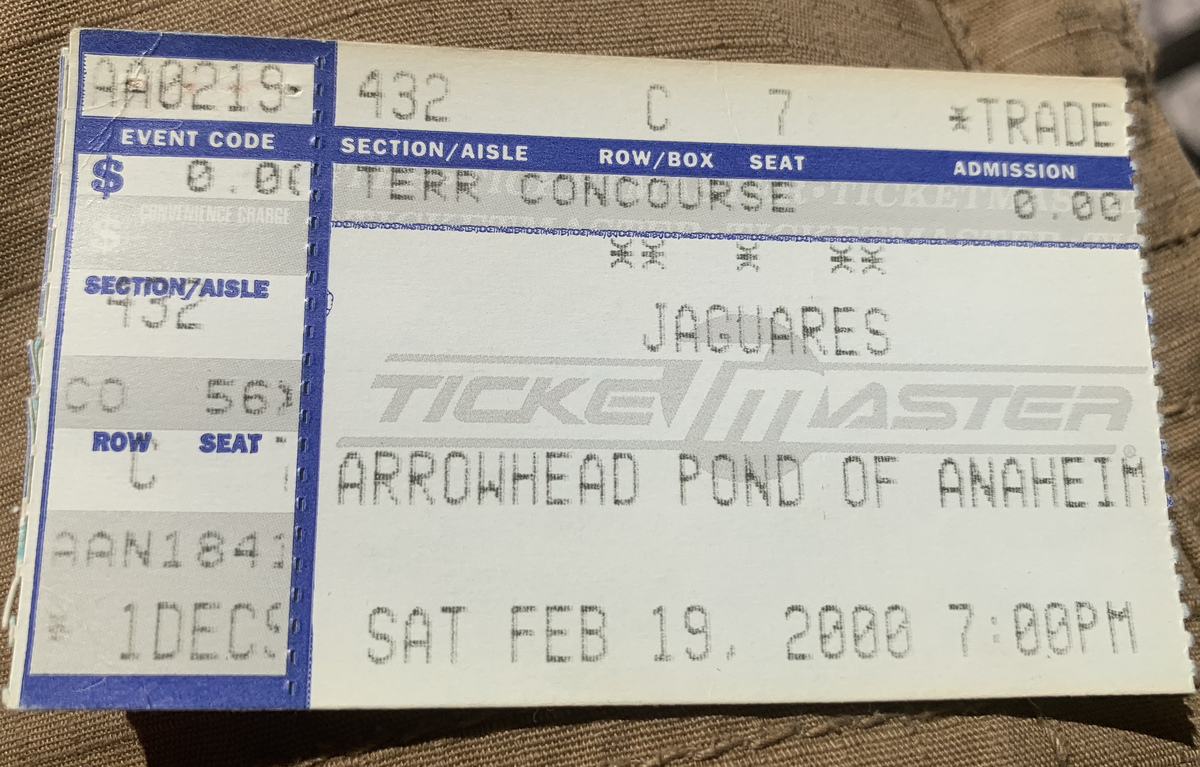 AA0219
EVENT CODE
$ 0.00
CONVENIENCE CHARGE
$
SECTION/AISLE
432
CO 56X
ROW SEAT
C
AAN1841
* 1DEC9
432 C 7 *TRADE
SECTION/AISLE ROW/BOX SEAT ADMISSION
TERR CONCOURSE 0.00
** * **
JAGUARES
TICKETMASTER®
ARROWHEAD POND OF ANAHEIM
SAT FEB 19, 2000 7:00PM